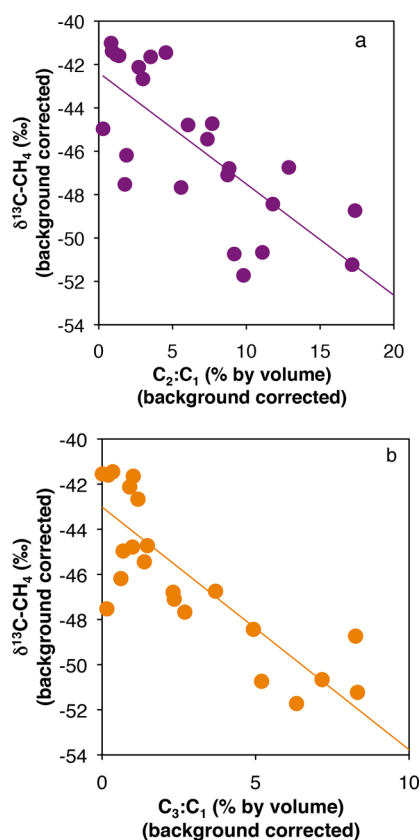 a
-40
-42
-44
-46
-48
-50
-52
-54
δ¹³C-CH₄ (‰)
(background corrected)
0 5 10 15 20
C₂:C₁ (% by volume)
(background corrected)
b
-40
-42
-44
-46
-48
-50
-52
-54
δ¹³C-CH₄ (‰)
(background corrected)
0 5 10
C₃:C₁ (% by volume)
(background corrected)